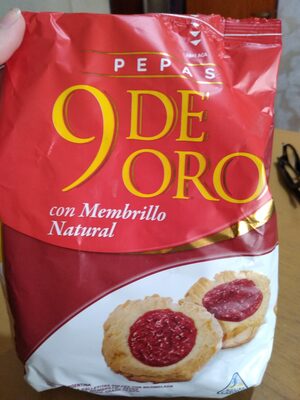 PEPAS
9 DE
ORO
con Membrillo
Natural